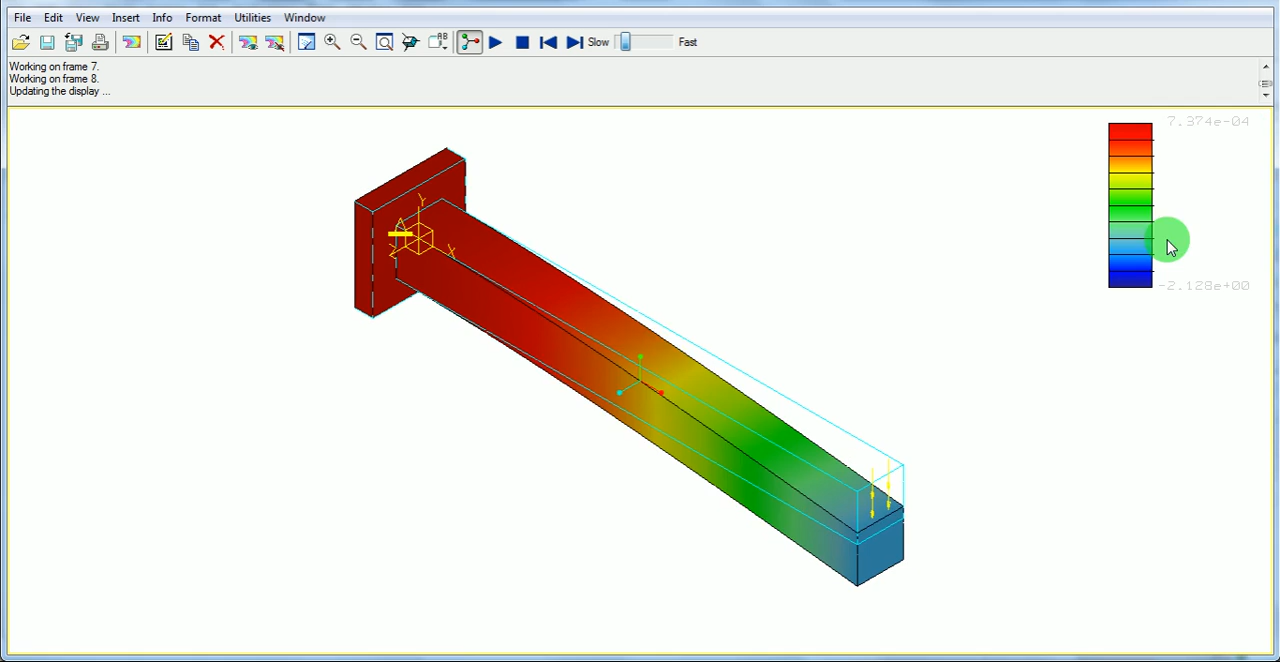 File Edit View Insert Info Format Utilities Window
Slow Fast
Working on frame 7.
Working on frame 8.
Updating the display ...
7.374e-04
Y
X
-2.128e+00